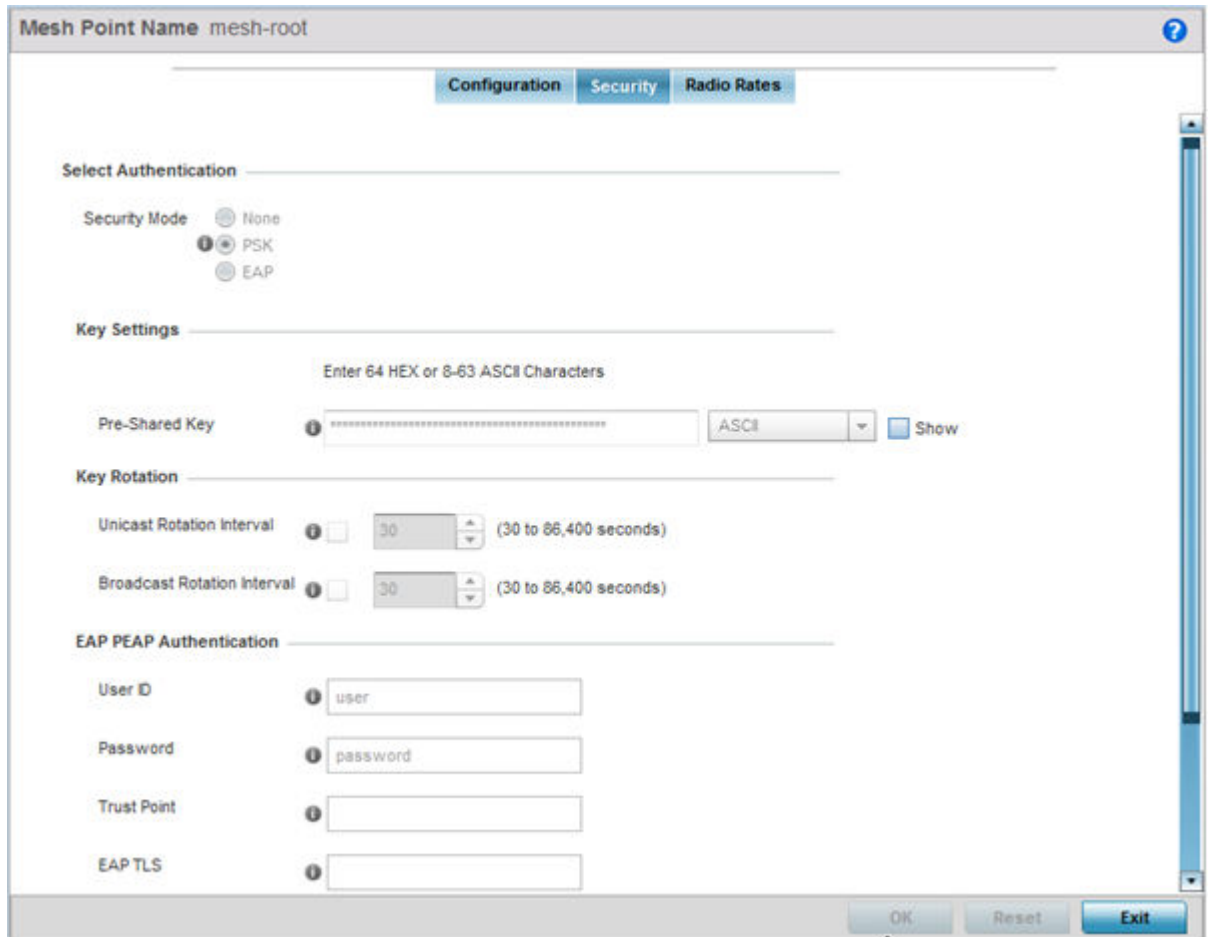 Mesh Point Name mesh-root
?
Configuration Security Radio Rates
Select Authentication
Security Mode None
PSK
EAP
Key Settings
Enter 64 HEX or 8-63 ASCII Characters
Pre-Shared Key ASCII Show
Key Rotation
Unicast Rotation Interval 30 (30 to 86,400 seconds)
Broadcast Rotation Interval 30 (30 to 86,400 seconds)
EAP PEAP Authentication
User ID user
Password password
Trust Point
EAP TLS
OK Reset Exit